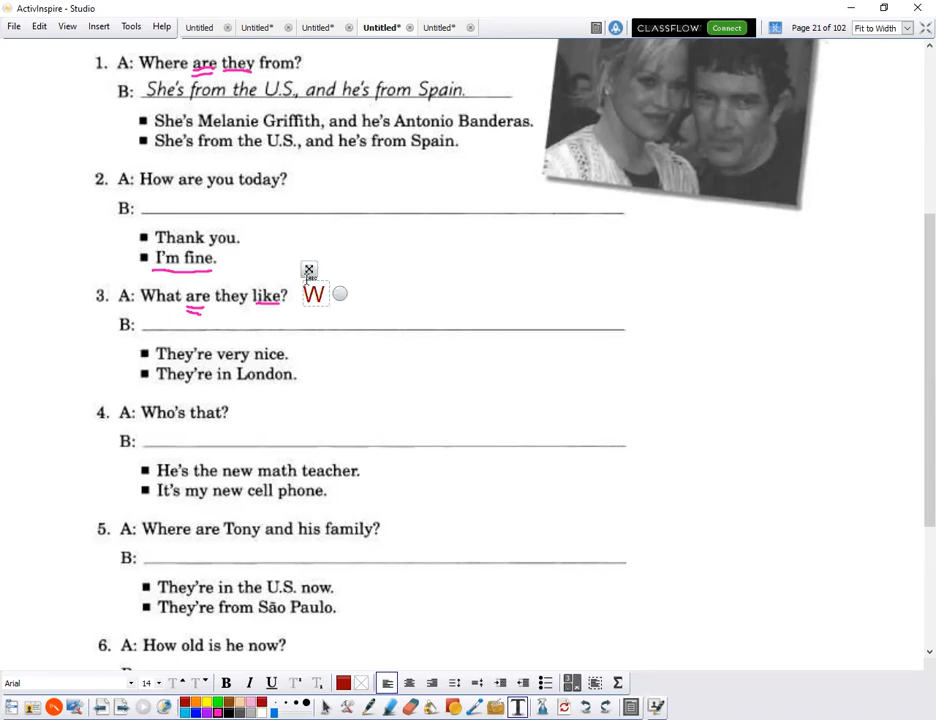 ActivInspire - Studio
File Edit View Insert Tools Help Untitled Untitled* Untitled* Untitled* Untitled* CLASSFLOW Connect Page 21 of 102 Fit to Width
1. A: Where are they from?
B: She's from the U.S., and he's from Spain.
■ She's Melanie Griffith, and he's Antonio Banderas.
■ She's from the U.S., and he's from Spain.
2. A: How are you today?
B:
■ Thank you.
■ I'm fine.
3. A: What are they like? W
B:
■ They're very nice.
■ They're in London.
4. A: Who's that?
B:
■ He's the new math teacher.
■ It's my new cell phone.
5. A: Where are Tony and his family?
B:
■ They're in the U.S. now.
■ They're from São Paulo.
6. A: How old is he now?
Arial 14 T T B I U T T Σ
T